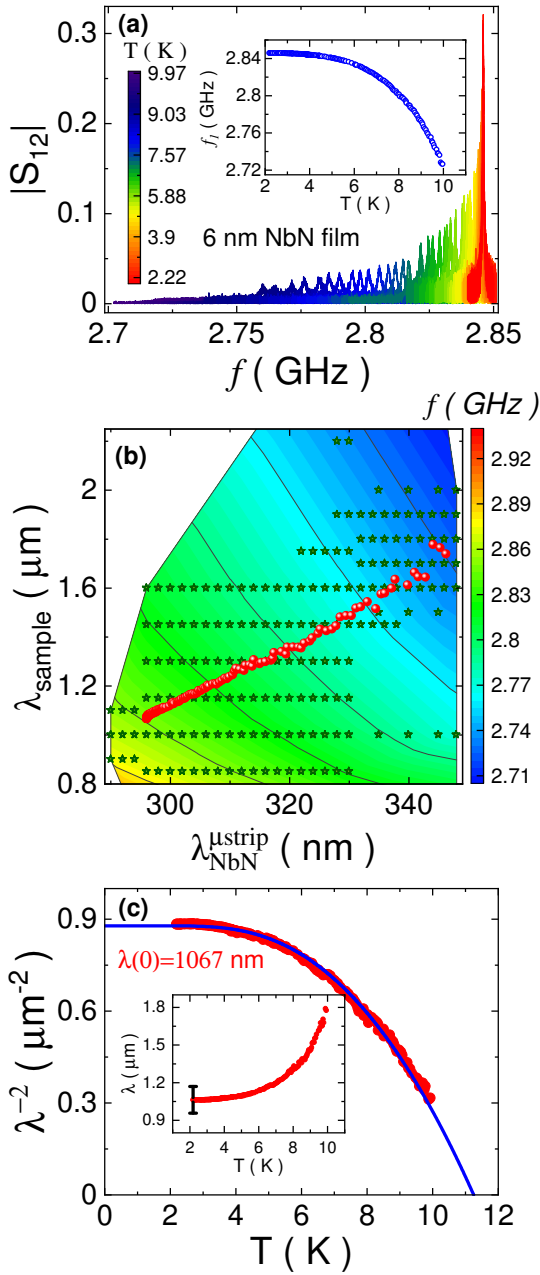 (a)
T ( K )
9.97
9.03
7.57
5.88
3.9
2.22
|S12|
0.3
0.2
0.1
0
2.84
2.80
2.76
2.72
f1 ( GHz )
2 4 6 8 10
T ( K )
6 nm NbN film
2.7 2.75 2.8 2.85
f ( GHz )
(b)
f ( GHz )
2.92
2.89
2.86
2.83
2.8
2.77
2.74
2.71
λsample ( μm )
2
1.6
1.2
0.8
300 320 340
λNbN μstrip ( nm )
(c)
λ(0)=1067 nm
λ-2 ( μm-2 )
0.9
0.6
0.3
0
λ (μm)
1.8
1.5
1.2
0.9
2 4 6 8 10
T ( K )
0 2 4 6 8 10 12
T ( K )